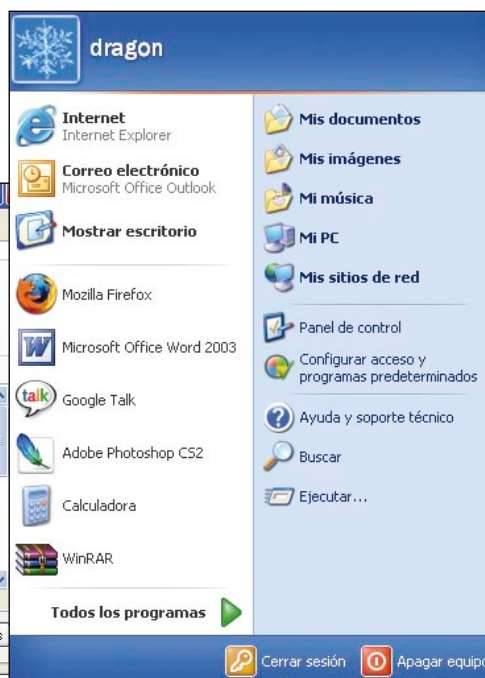 dragon
Internet
Internet Explorer
Correo electrónico
Microsoft Office Outlook
Mostrar escritorio
Mozilla Firefox
Microsoft Office Word 2003
talk
Google Talk
Adobe Photoshop CS2
Calculadora
WinRAR
Todos los programas
Mis documentos
Mis imágenes
Mi música
Mi PC
Mis sitios de red
Panel de control
Configurar acceso y
programas predeterminados
Ayuda y soporte técnico
Buscar
Ejecutar...
Cerrar sesión
Apagar equipo